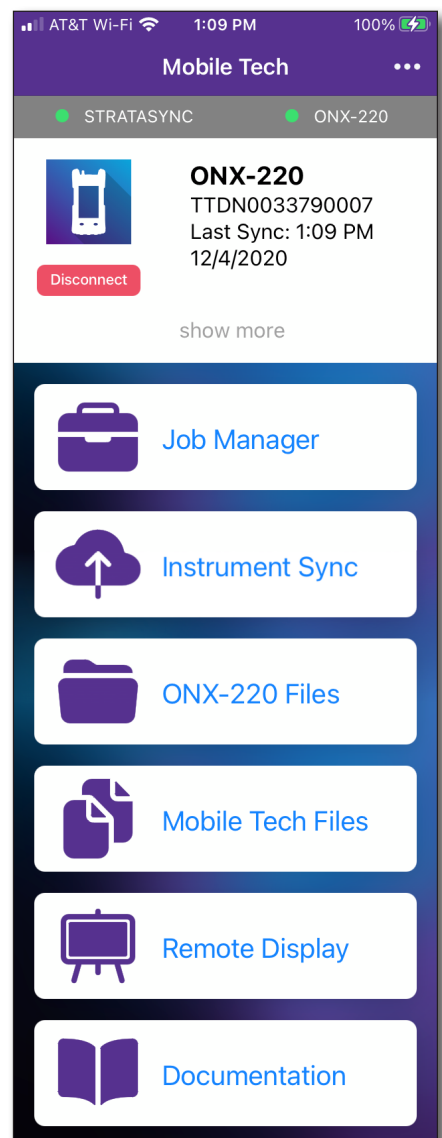 AT&T Wi-Fi 1:09 PM 100%
Mobile Tech
STRATASYNC ONX-220
ONX-220
TTDN0033790007
Last Sync: 1:09 PM
12/4/2020
Disconnect
show more
Job Manager
Instrument Sync
ONX-220 Files
Mobile Tech Files
Remote Display
Documentation